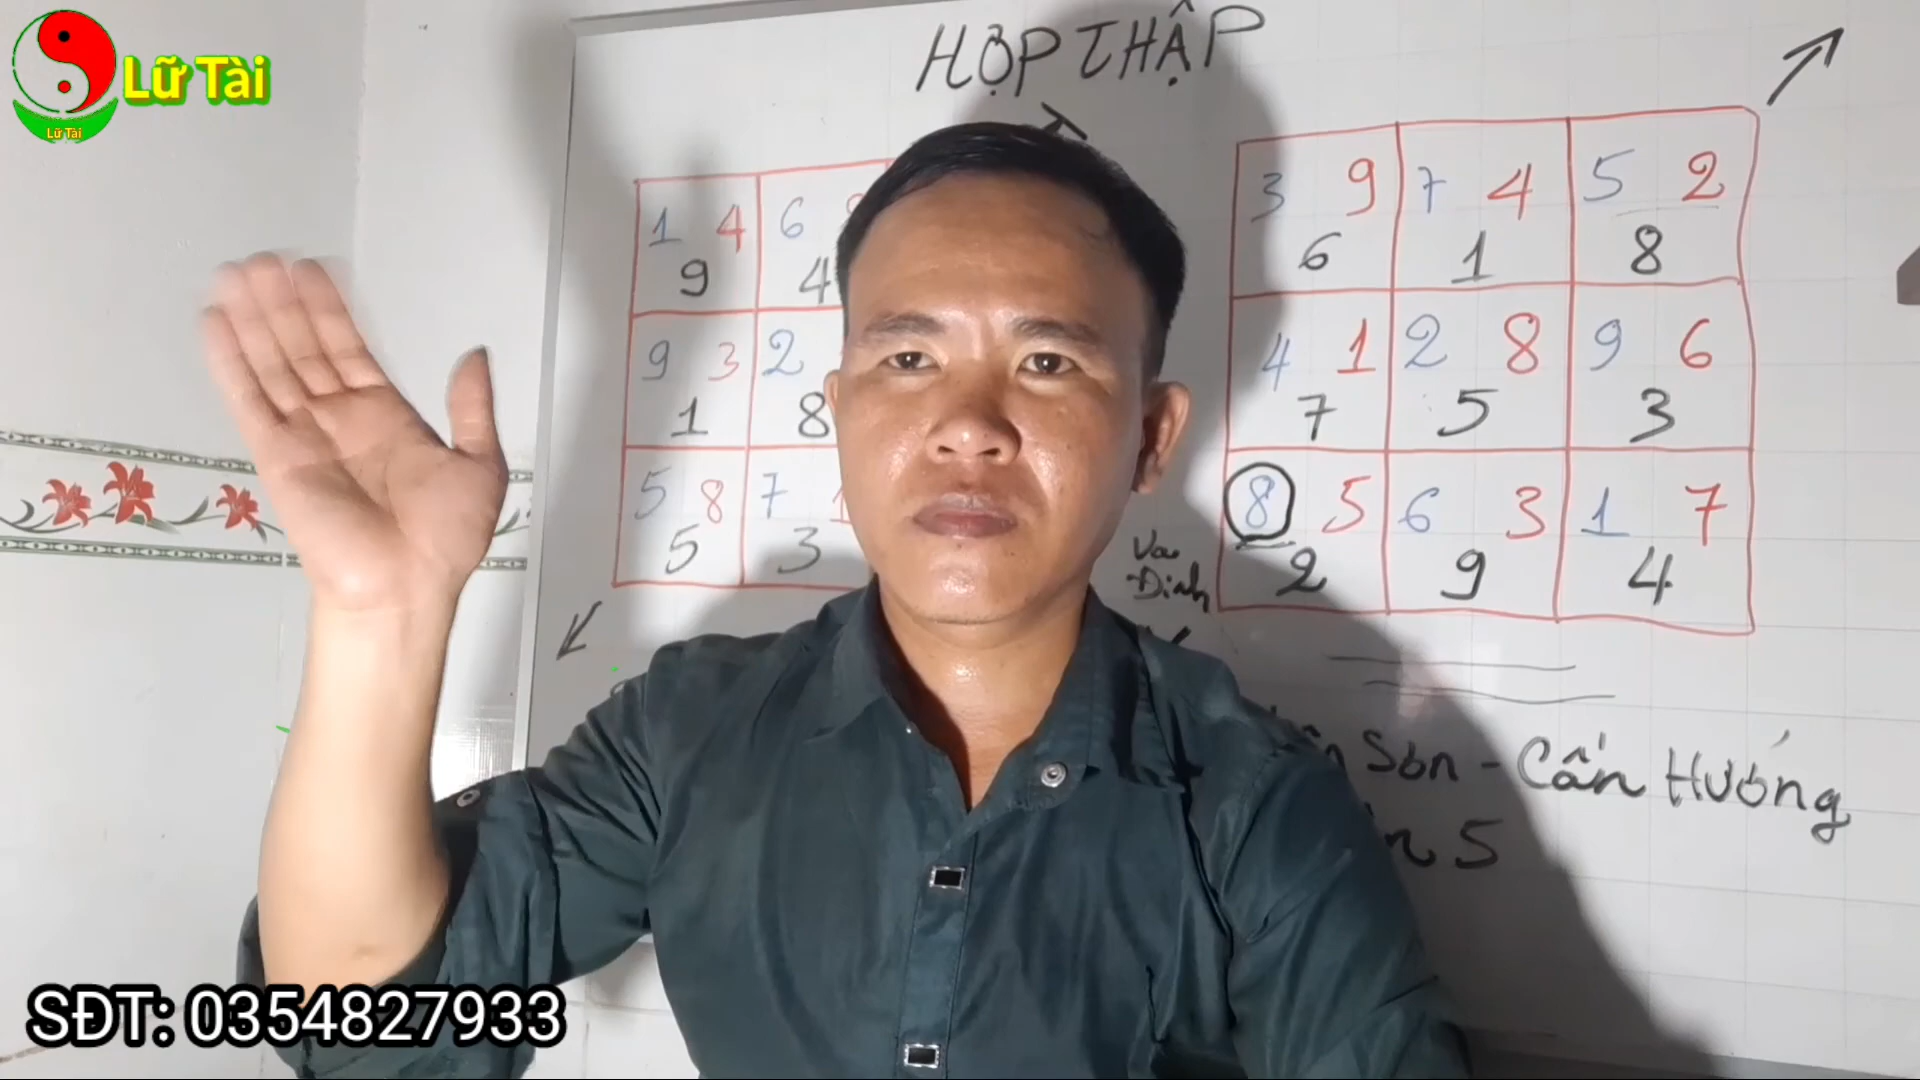 Lữ Tài
Lữ Tài
HỢP THẬP
1 4 6
9 4
9 3 2
1 8
5 8 7 1
5 3
3 9 7 4 5 2
6 1 8
4 1 2 8 9 6
7 5 3
8 5 6 3 1 7
2 9 4
Đinh
Sơn - Cấn Hướng
5
SĐT: 0354827933